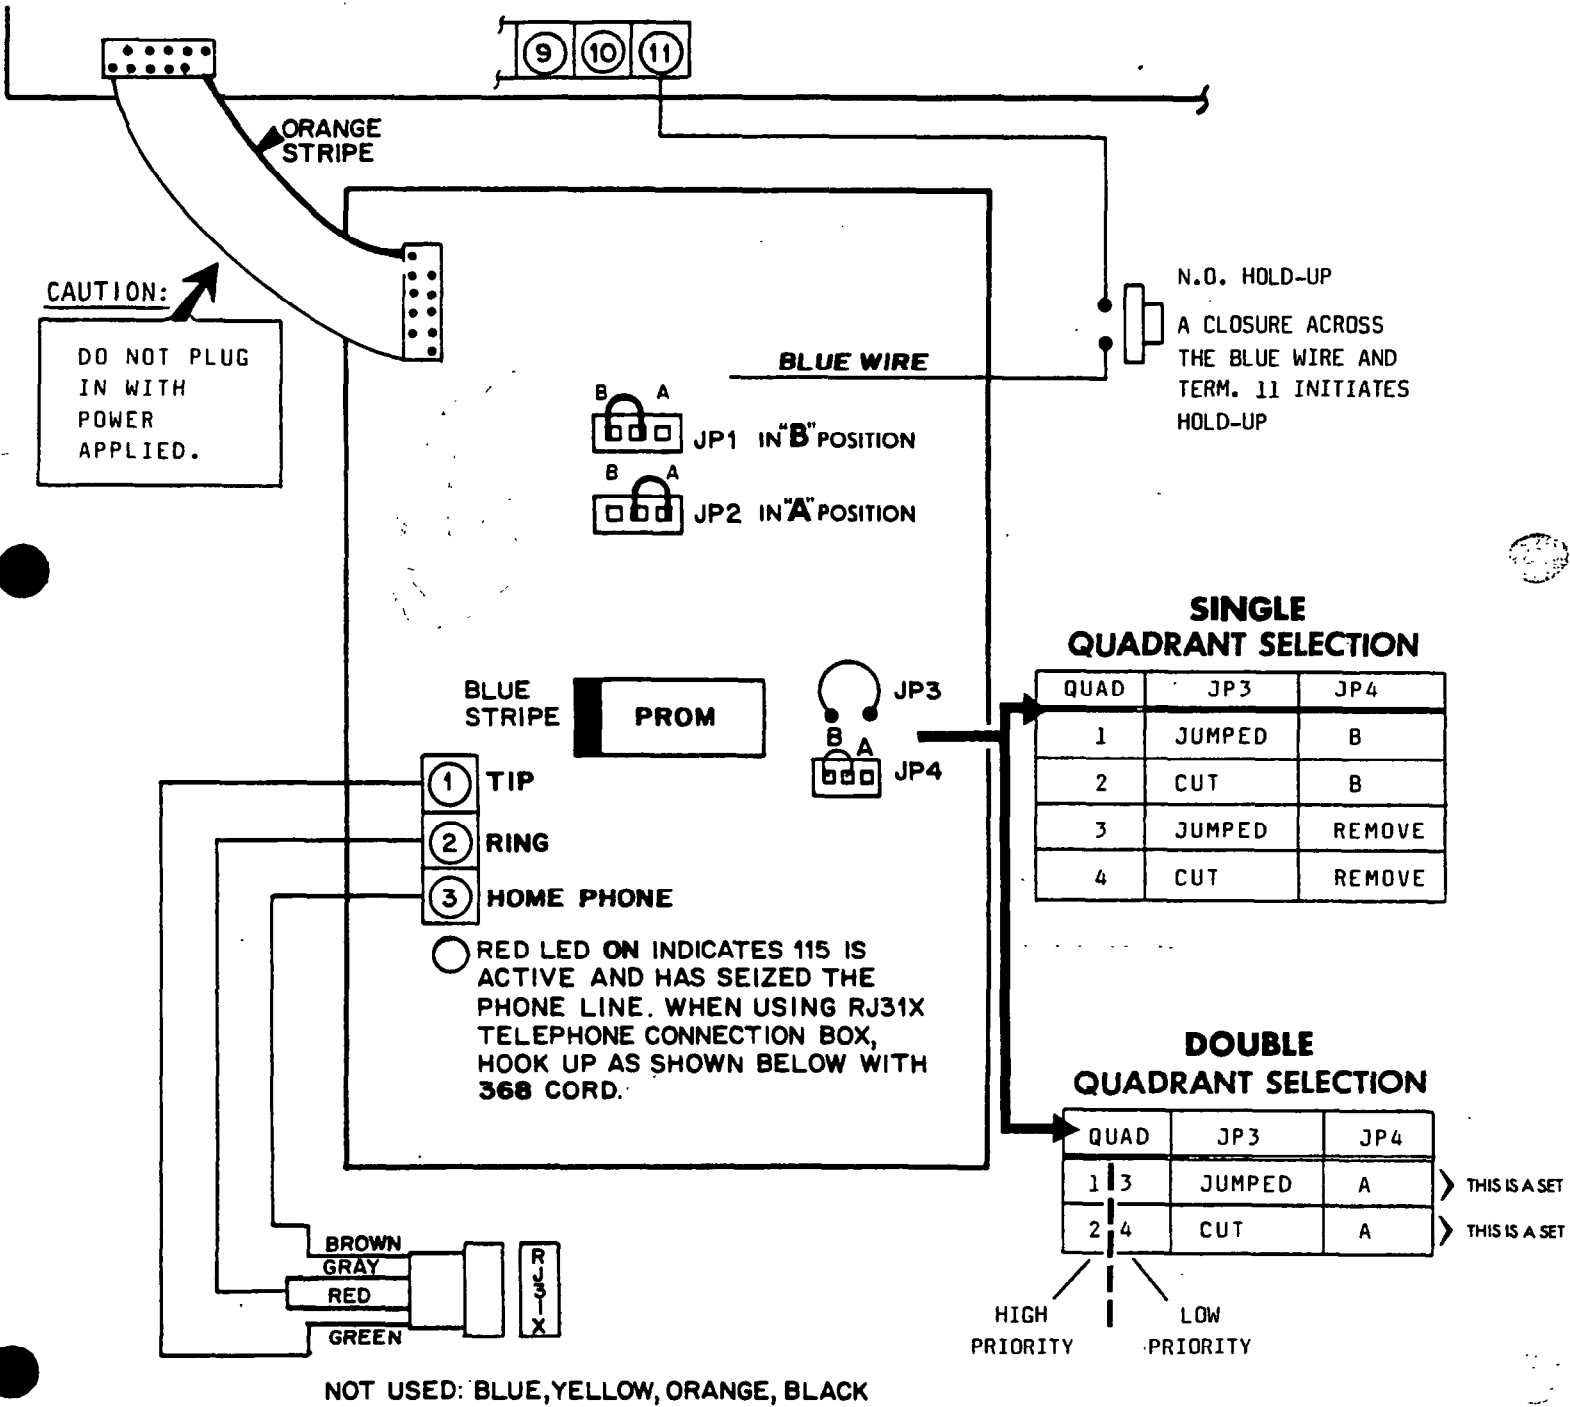 9 10 11
ORANGE
STRIPE
CAUTION:
DO NOT PLUG
IN WITH
POWER
APPLIED.
N.O. HOLD-UP
A CLOSURE ACROSS
THE BLUE WIRE AND
TERM. 11 INITIATES
HOLD-UP
BLUE WIRE
B A
JP1 IN "B" POSITION
B A
JP2 IN "A" POSITION
BLUE
STRIPE
PROM
JP3
B A
JP4
SINGLE
QUADRANT SELECTION
QUAD JP3 JP4
1 JUMPED B
2 CUT B
3 JUMPED REMOVE
4 CUT REMOVE
1 TIP
2 RING
3 HOME PHONE
RED LED ON INDICATES 115 IS
ACTIVE AND HAS SEIZED THE
PHONE LINE. WHEN USING RJ31X
TELEPHONE CONNECTION BOX,
HOOK UP AS SHOWN BELOW WITH
368 CORD.
DOUBLE
QUADRANT SELECTION
QUAD JP3 JP4
1 3 JUMPED A THIS IS A SET
2 4 CUT A THIS IS A SET
HIGH
PRIORITY
LOW
PRIORITY
BROWN
GRAY
RED
GREEN
RJ31X
NOT USED: BLUE, YELLOW, ORANGE, BLACK